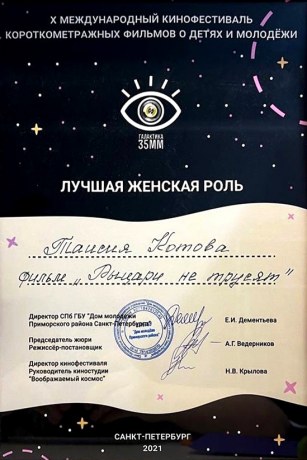 X МЕЖДУНАРОДНЫЙ КИНОФЕСТИВАЛЬ
КОРОТКОМЕТРАЖНЫХ ФИЛЬМОВ О ДЕТЯХ И МОЛОДЁЖИ
ГАЛАКТИКА
35ММ
ЛУЧШАЯ ЖЕНСКАЯ РОЛЬ
Таисия Котова
фильм „Рыцари не трусят"
Директор СПб ГБУ "Дом молодёжи
Приморского района Санкт-Петербурга"
Е.И. Дементьева
Председатель жюри
Режиссёр-постановщик
А.Г. Ведерников
Директор кинофестиваля
Руководитель киностудии
"Воображаемый космос"
Н.В. Крылова
САНКТ-ПЕТЕРБУРГ
2021